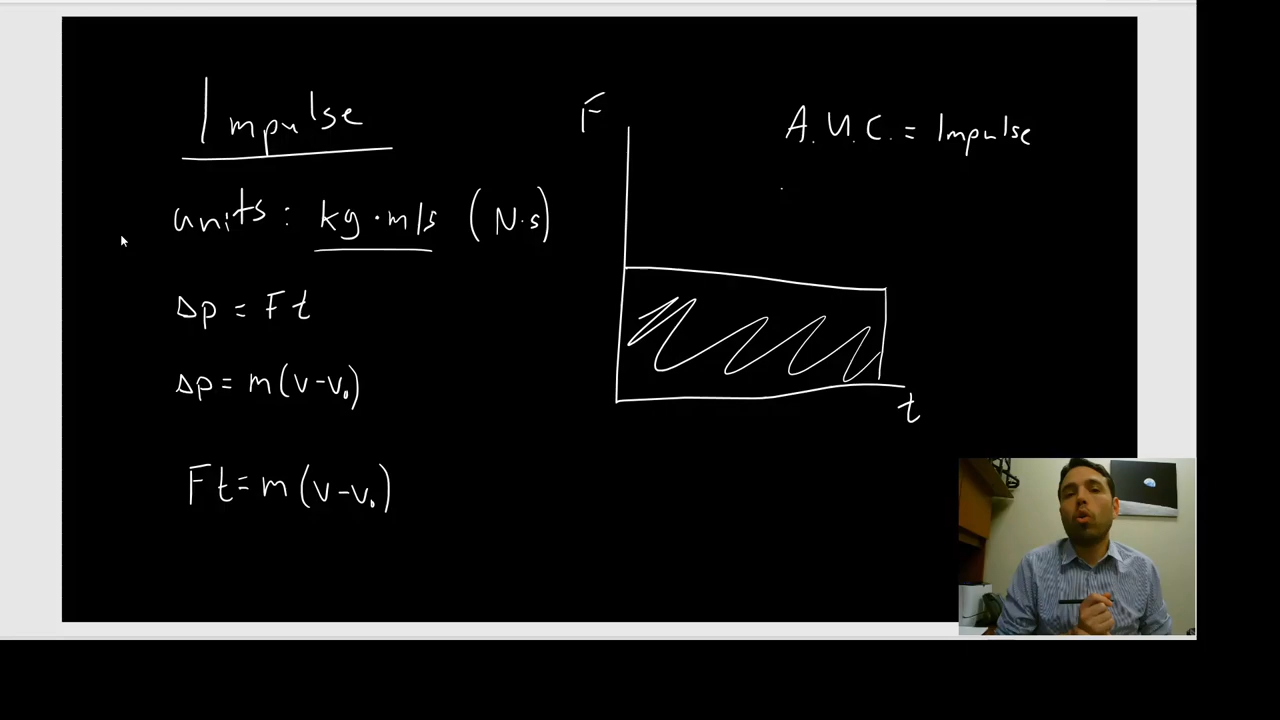 Impulse
units: kg·m/s (N·s)
Δp = Ft
Δp = m(v-v₀)
Ft = m(v-v₀)
F
A.U.C. = Impulse
t